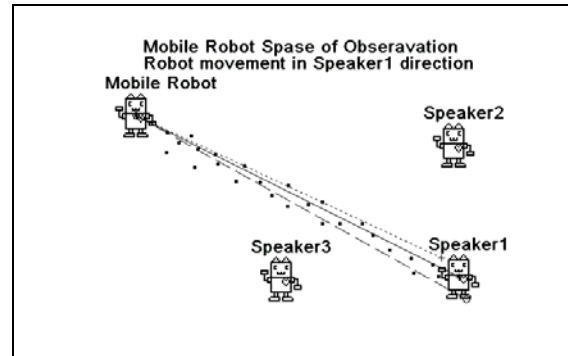 Mobile Robot Spase of Obseravation
Robot movement in Speaker1 direction
Mobile Robot
Speaker2
Speaker3
Speaker1